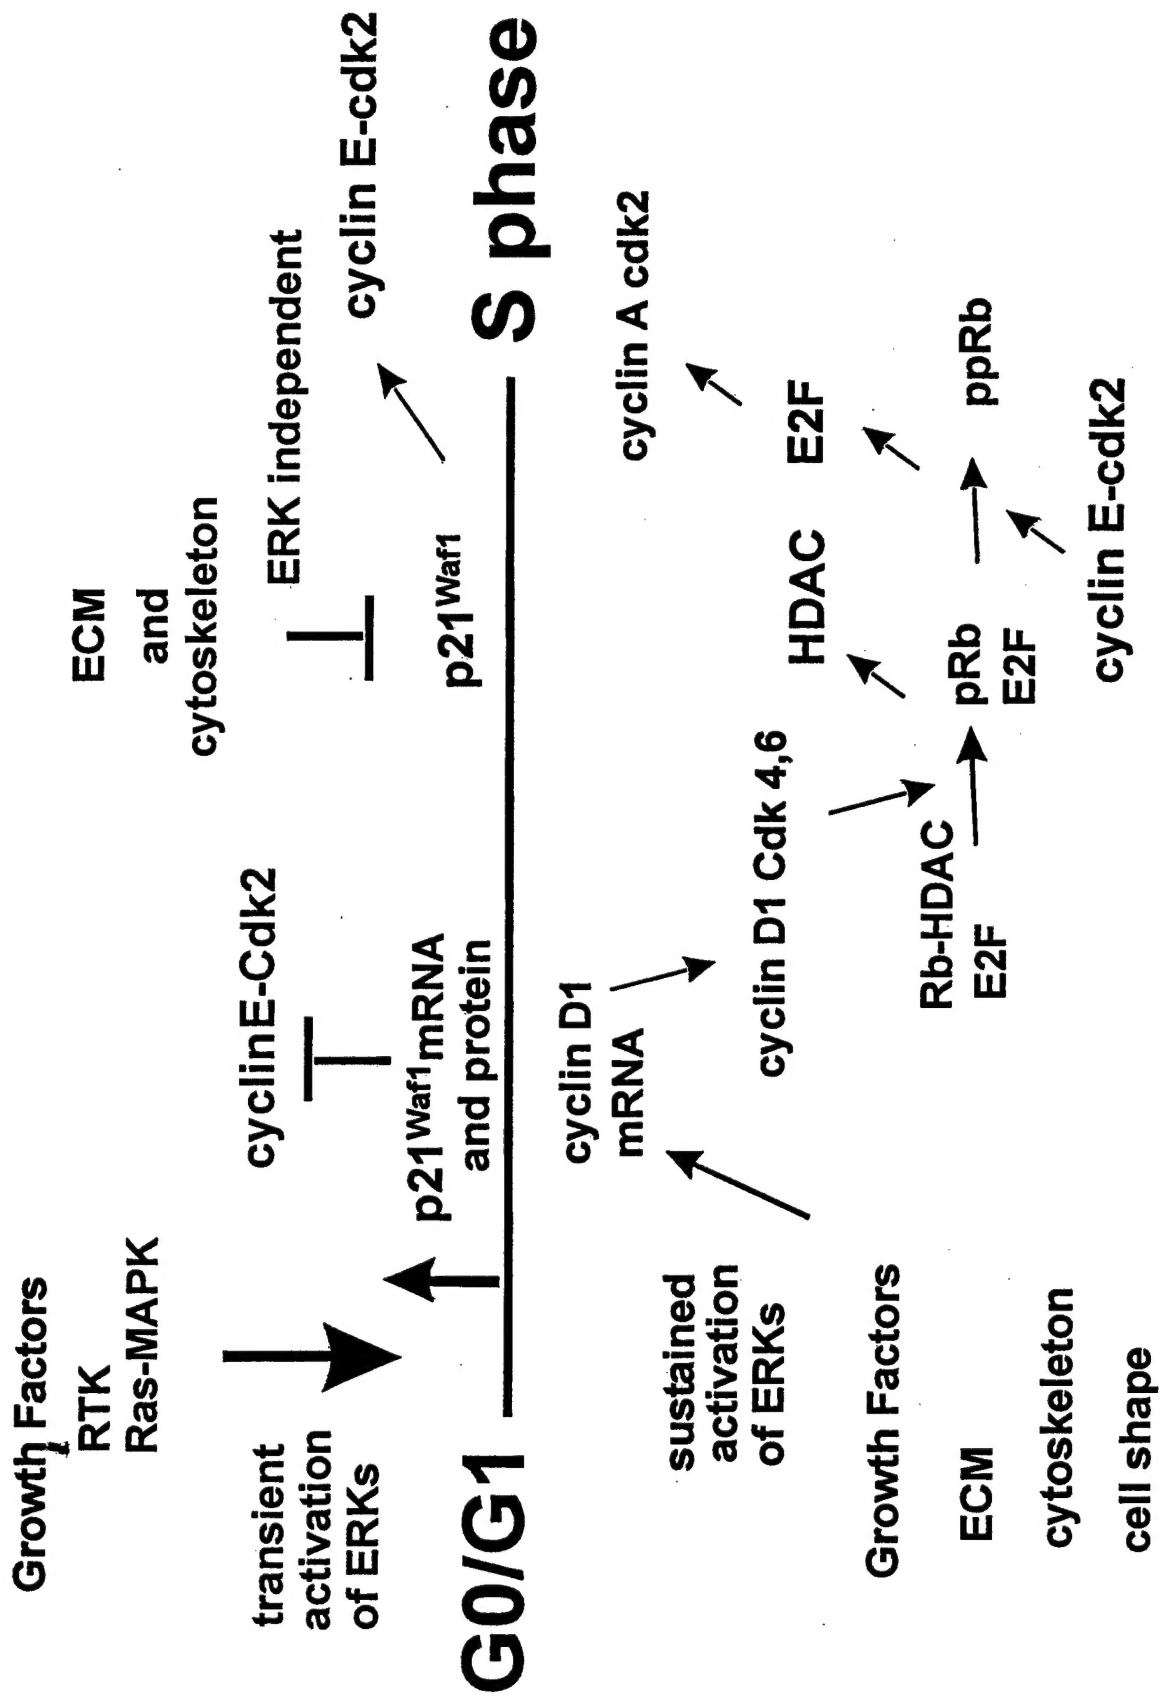 Growth Factors
RTK
Ras-MAPK
transient
activation
of ERKs
cyclinE-Cdk2
p21Waf1mRNA
and protein
ECM
and
cytoskeleton
ERK independent
p21Waf1
cyclin E-cdk2
G0/G1
S phase
sustained
activation
of ERKs
Growth Factors
ECM
cytoskeleton
cell shape
cyclin D1
mRNA
cyclin D1 Cdk 4,6
Rb-HDAC
E2F
HDAC
pRb
E2F
cyclin E-cdk2
E2F
ppRb
cyclin A cdk2